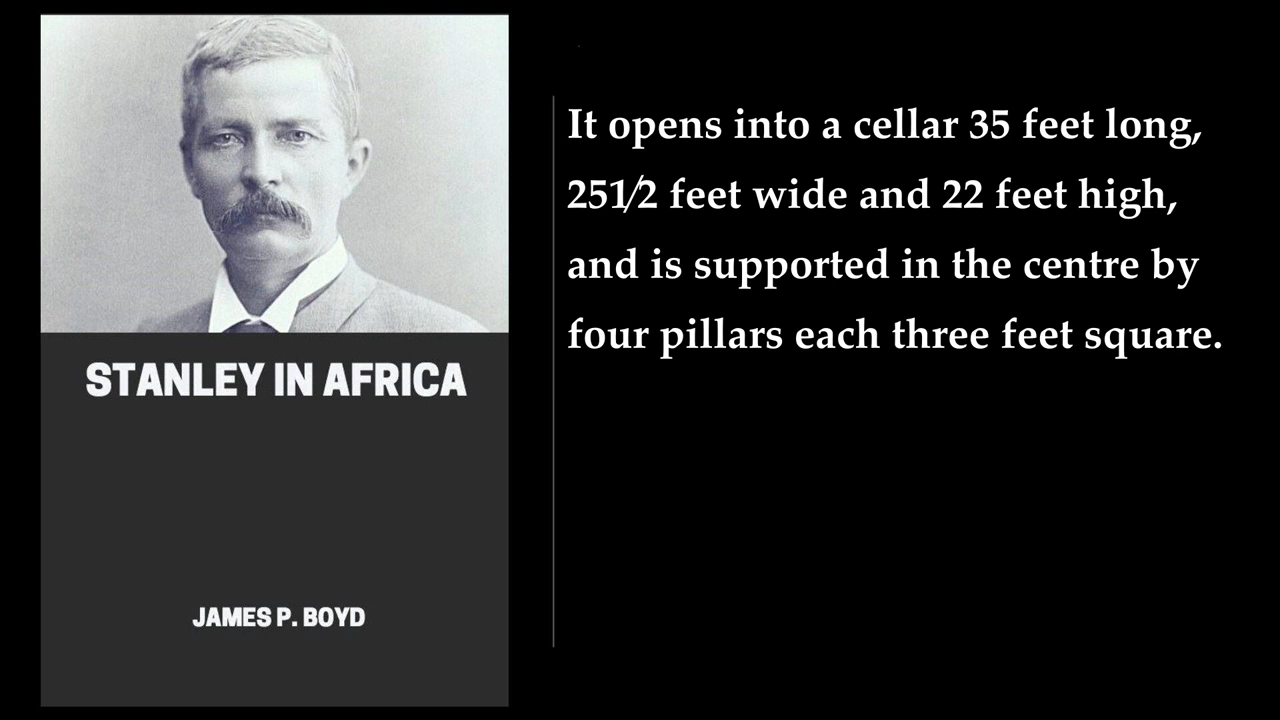 STANLEY IN AFRICA
JAMES P. BOYD
It opens into a cellar 35 feet long,
251/2 feet wide and 22 feet high,
and is supported in the centre by
four pillars each three feet square.